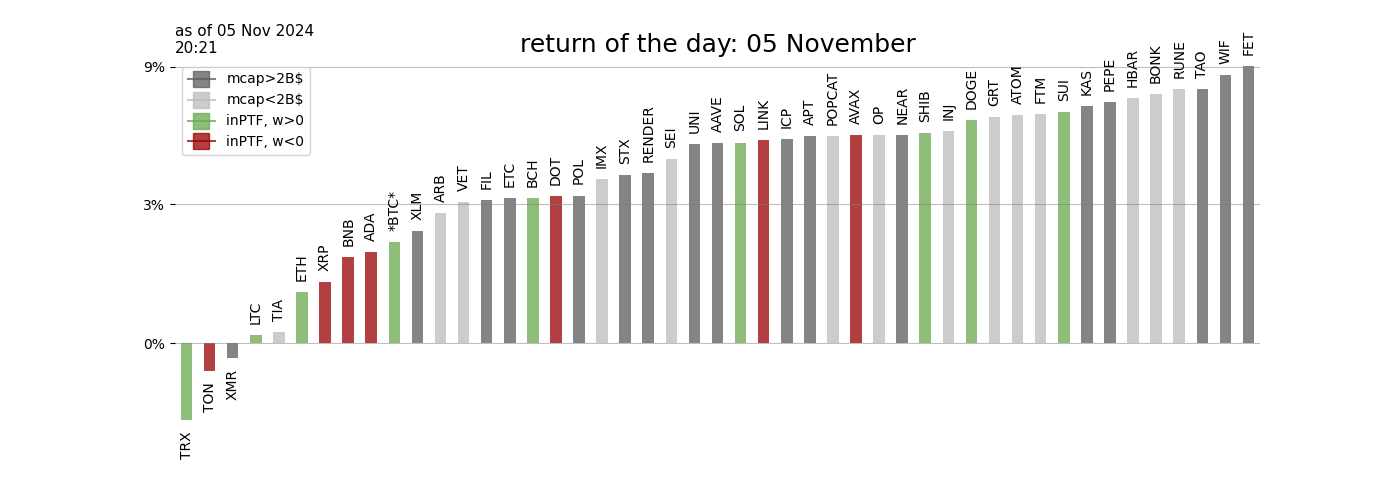 as of 05 Nov 2024
20:21
return of the day: 05 November
9%
3%
0%
mcap>2B$
mcap<2B$
inPTF, w>0
inPTF, w<0
TRX
TON
XMR
LTC
TIA
ETH
XRP
BNB
ADA
*BTC*
XLM
ARB
VET
FIL
ETC
BCH
DOT
POL
IMX
STX
RENDER
SEI
UNI
AAVE
SOL
LINK
ICP
APT
POPCAT
AVAX
OP
NEAR
SHIB
INJ
DOGE
GRT
ATOM
FTM
SUI
KAS
PEPE
HBAR
BONK
RUNE
TAO
WIF
FET